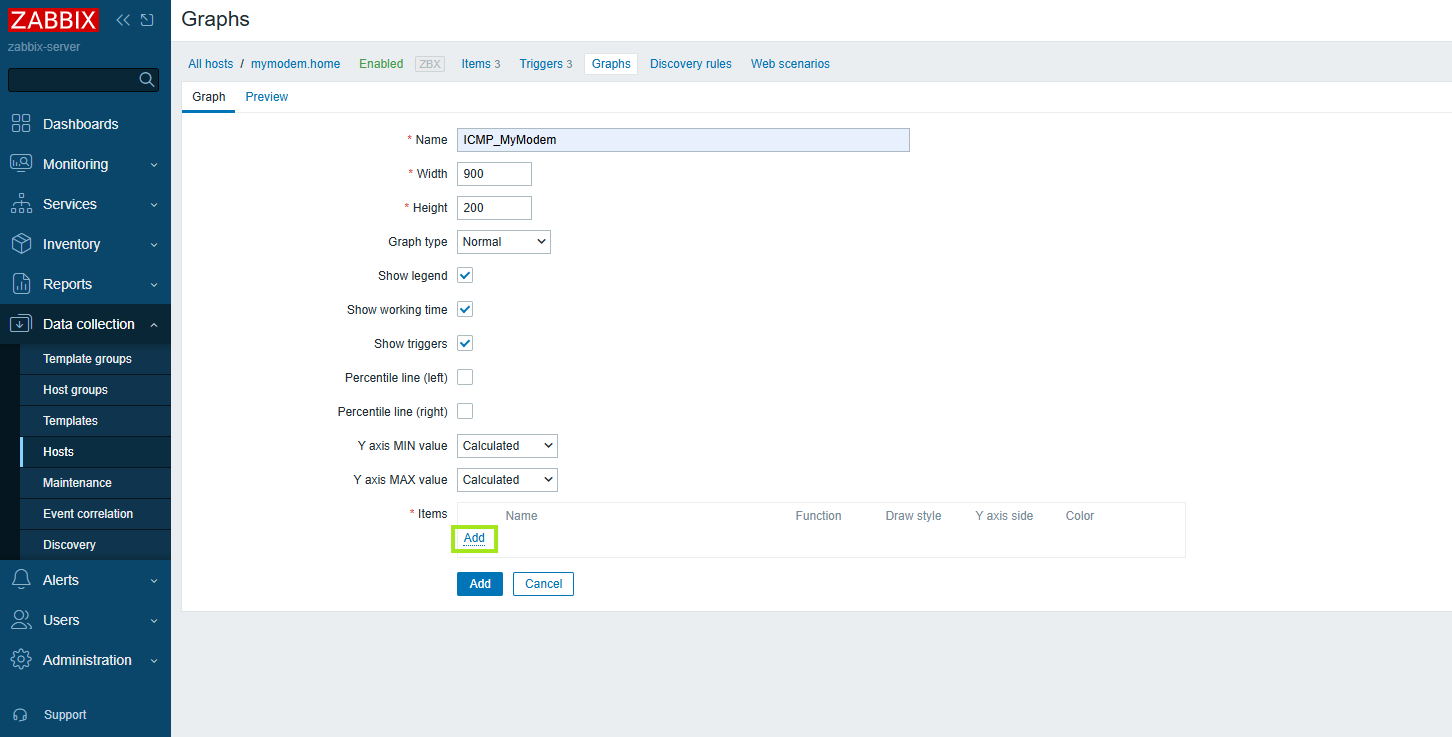 ZABBIX
zabbix-server
Dashboards
Monitoring
Services
Inventory
Reports
Data collection
Template groups
Host groups
Templates
Hosts
Maintenance
Event correlation
Discovery
Alerts
Users
Administration
Support
Graphs
All hosts / mymodem.home Enabled ZBX Items 3 Triggers 3 Graphs Discovery rules Web scenarios
Graph Preview
* Name ICMP_MyModem
* Width 900
* Height 200
Graph type Normal
Show legend
Show working time
Show triggers
Percentile line (left)
Percentile line (right)
Y axis MIN value Calculated
Y axis MAX value Calculated
* Items Name Function Draw style Y axis side Color
Add
Add Cancel